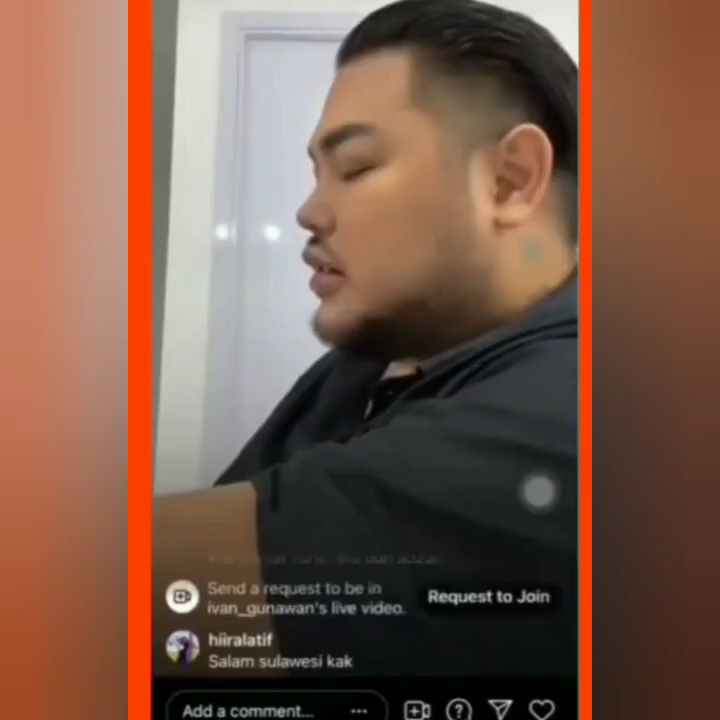 Send a request to be in
ivan_gunawan's live video.
Request to Join
hiiralatif
Salam sulawesi kak
Add a comment...